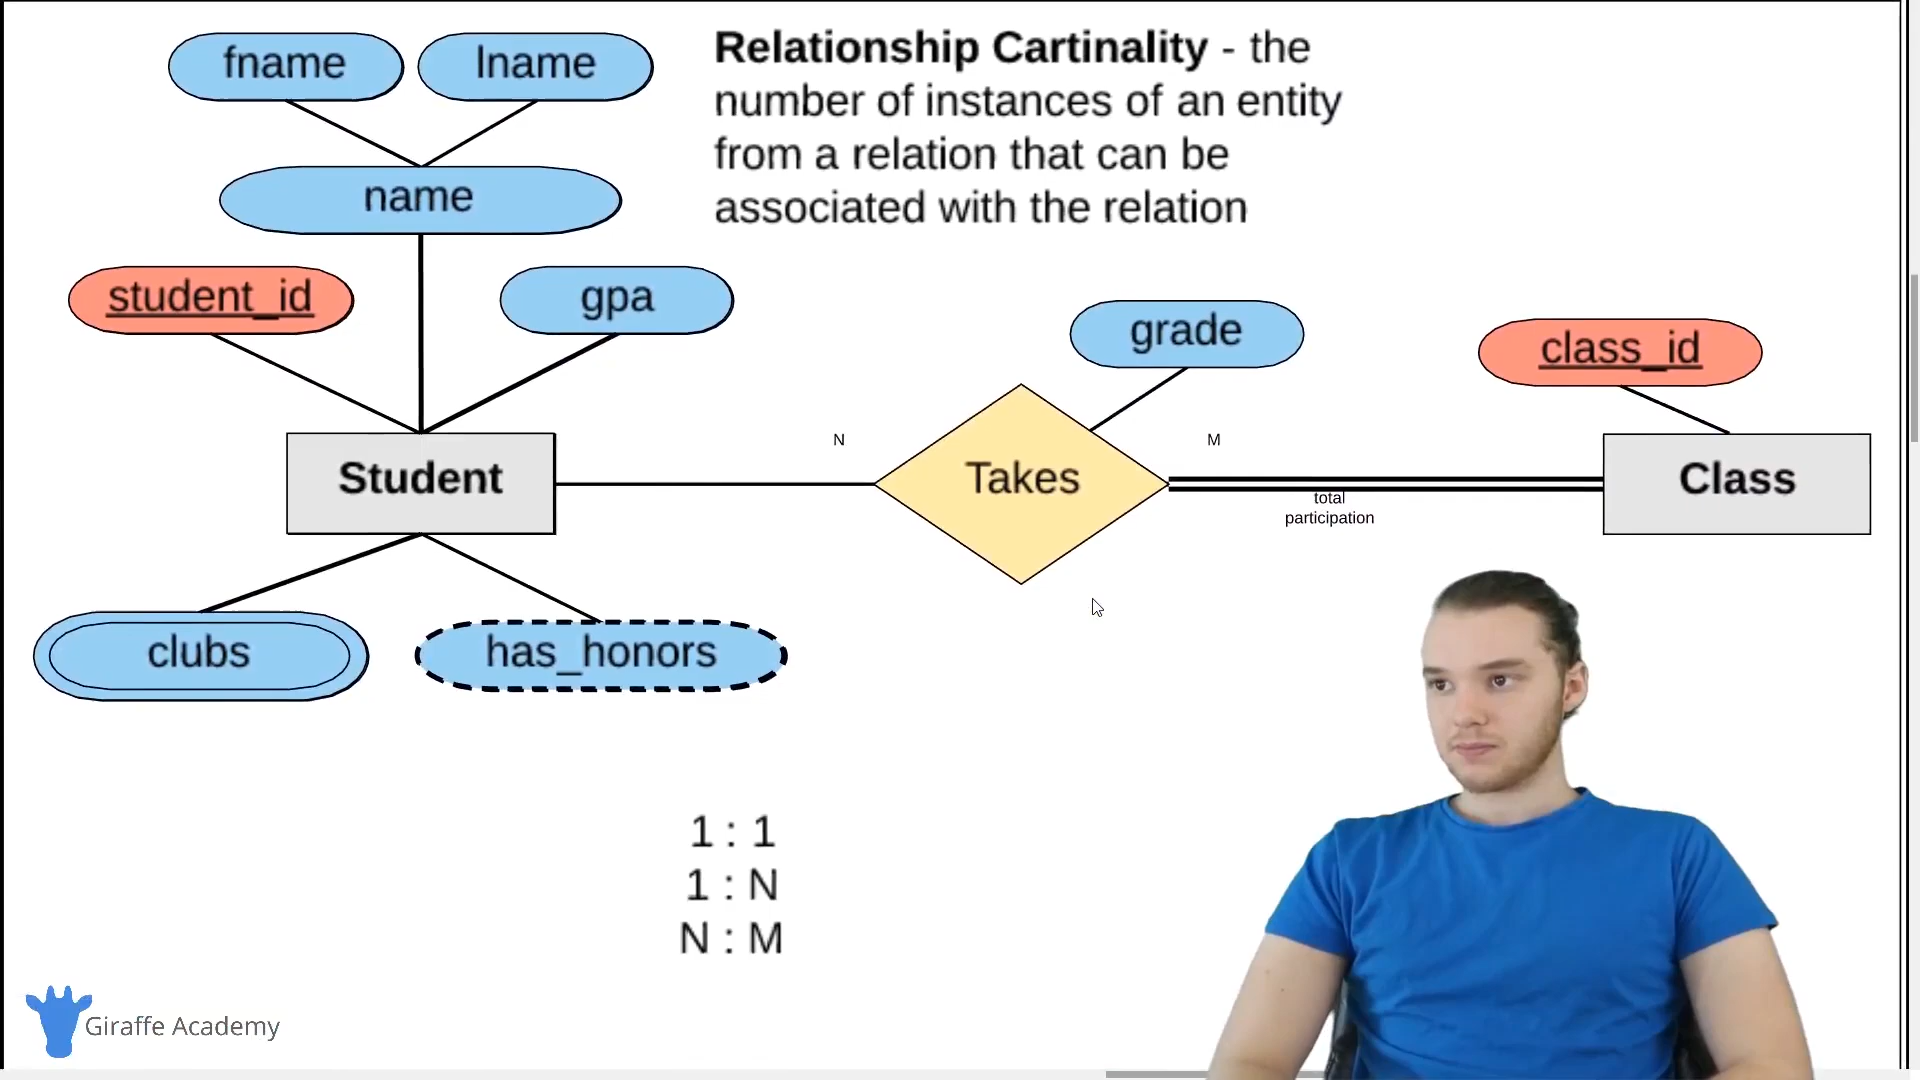 fname
lname
Relationship Cartinality - the
number of instances of an entity
from a relation that can be
associated with the relation
name
student_id
gpa
grade
class_id
N
M
Student
Takes
Class
total
participation
clubs
has_honors
1 : 1
1 : N
N : M
Giraffe Academy